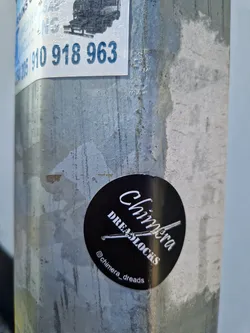 910 918 963
Chimera
DREADLOCKS
@chimera_dreads